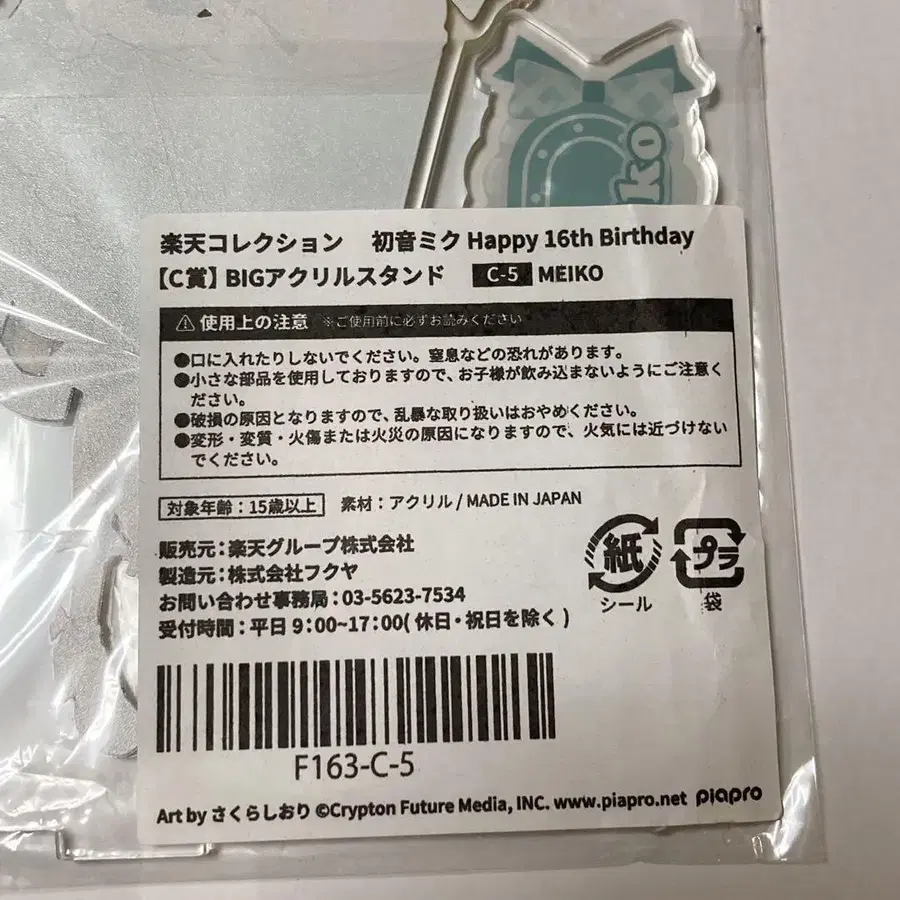 ko
楽天コレクション 初音ミク Happy 16th Birthday
【C賞】BIGアクリルスタンド C-5 MEIKO
⚠ 使用上の注意 ※ご使用前に必ずお読みください
●口に入れたりしないでください。窒息などの恐れがあります。
●小さな部品を使用しておりますので、お子様が飲み込まないようにご注意く
ださい。
●破損の原因となりますので、乱暴な取り扱いはおやめください。
●変形・変質・火傷または火災の原因になりますので、火気には近づけない
でください。
対象年齢：15歳以上 素材：アクリル / MADE IN JAPAN
販売元：楽天グループ株式会社
製造元：株式会社フクヤ
お問い合わせ事務局：03-5623-7534
受付時間：平日 9:00~17:00( 休日・祝日を除く )
紙 プラ
シール 袋
F163-C-5
Art by さくらしおり ©Crypton Future Media, INC. www.piapro.net piapro